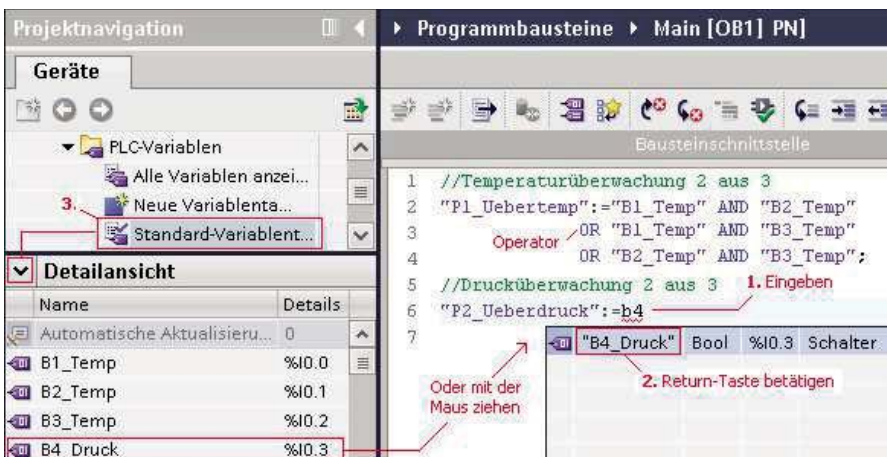 Projektnavigation
Geräte
PLC-Variablen
Alle Variablen anzei...
Neue Variablenta...
3.
Standard-Variablent...
Detailansicht
Name Details
Automatische Aktualisieru... 0
B1_Temp %I0.0
B2_Temp %I0.1
B3_Temp %I0.2
B4_Druck %I0.3
Programmbausteine Main [OB1] PN]
Bausteinschnittstelle
1 //Temperaturüberwachung 2 aus 3
2 "P1_Uebertemp":="B1_Temp" AND "B2_Temp"
3 OR "B1_Temp" AND "B3_Temp"
Operator
4 OR "B2_Temp" AND "B3_Temp";
5 //Drucküberwachung 2 aus 3
1. Eingeben
6 "P2_Ueberdruck":=b4
7
"B4_Druck" Bool %I0.3 Schalter
2. Return-Taste betätigen
Oder mit der
Maus ziehen